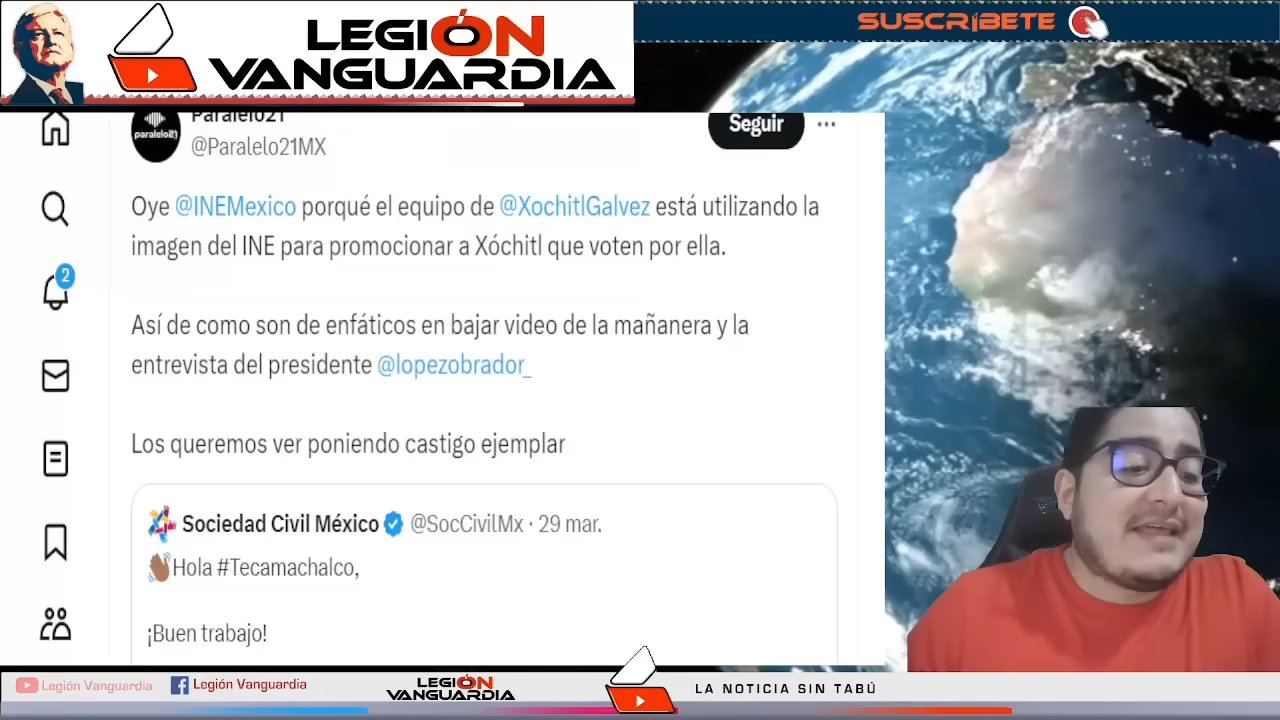 LEGIÓN
VANGUARDIA
SUSCRÍBETE
Paralelo21
paralelo21
@Paralelo21MX
Seguir
Oye @INEMexico porqué el equipo de @XochitlGalvez está utilizando la
imagen del INE para promocionar a Xóchitl que voten por ella.
Así de como son de enfáticos en bajar video de la mañanera y la
entrevista del presidente @lopezobrador_
Los queremos ver poniendo castigo ejemplar
2
Sociedad Civil México @SocCivilMx · 29 mar.
Hola #Tecamachalco,
¡Buen trabajo!
Legión Vanguardia
Legión Vanguardia
LEGIÓN
VANGUARDIA
LA NOTICIA SIN TABÚ